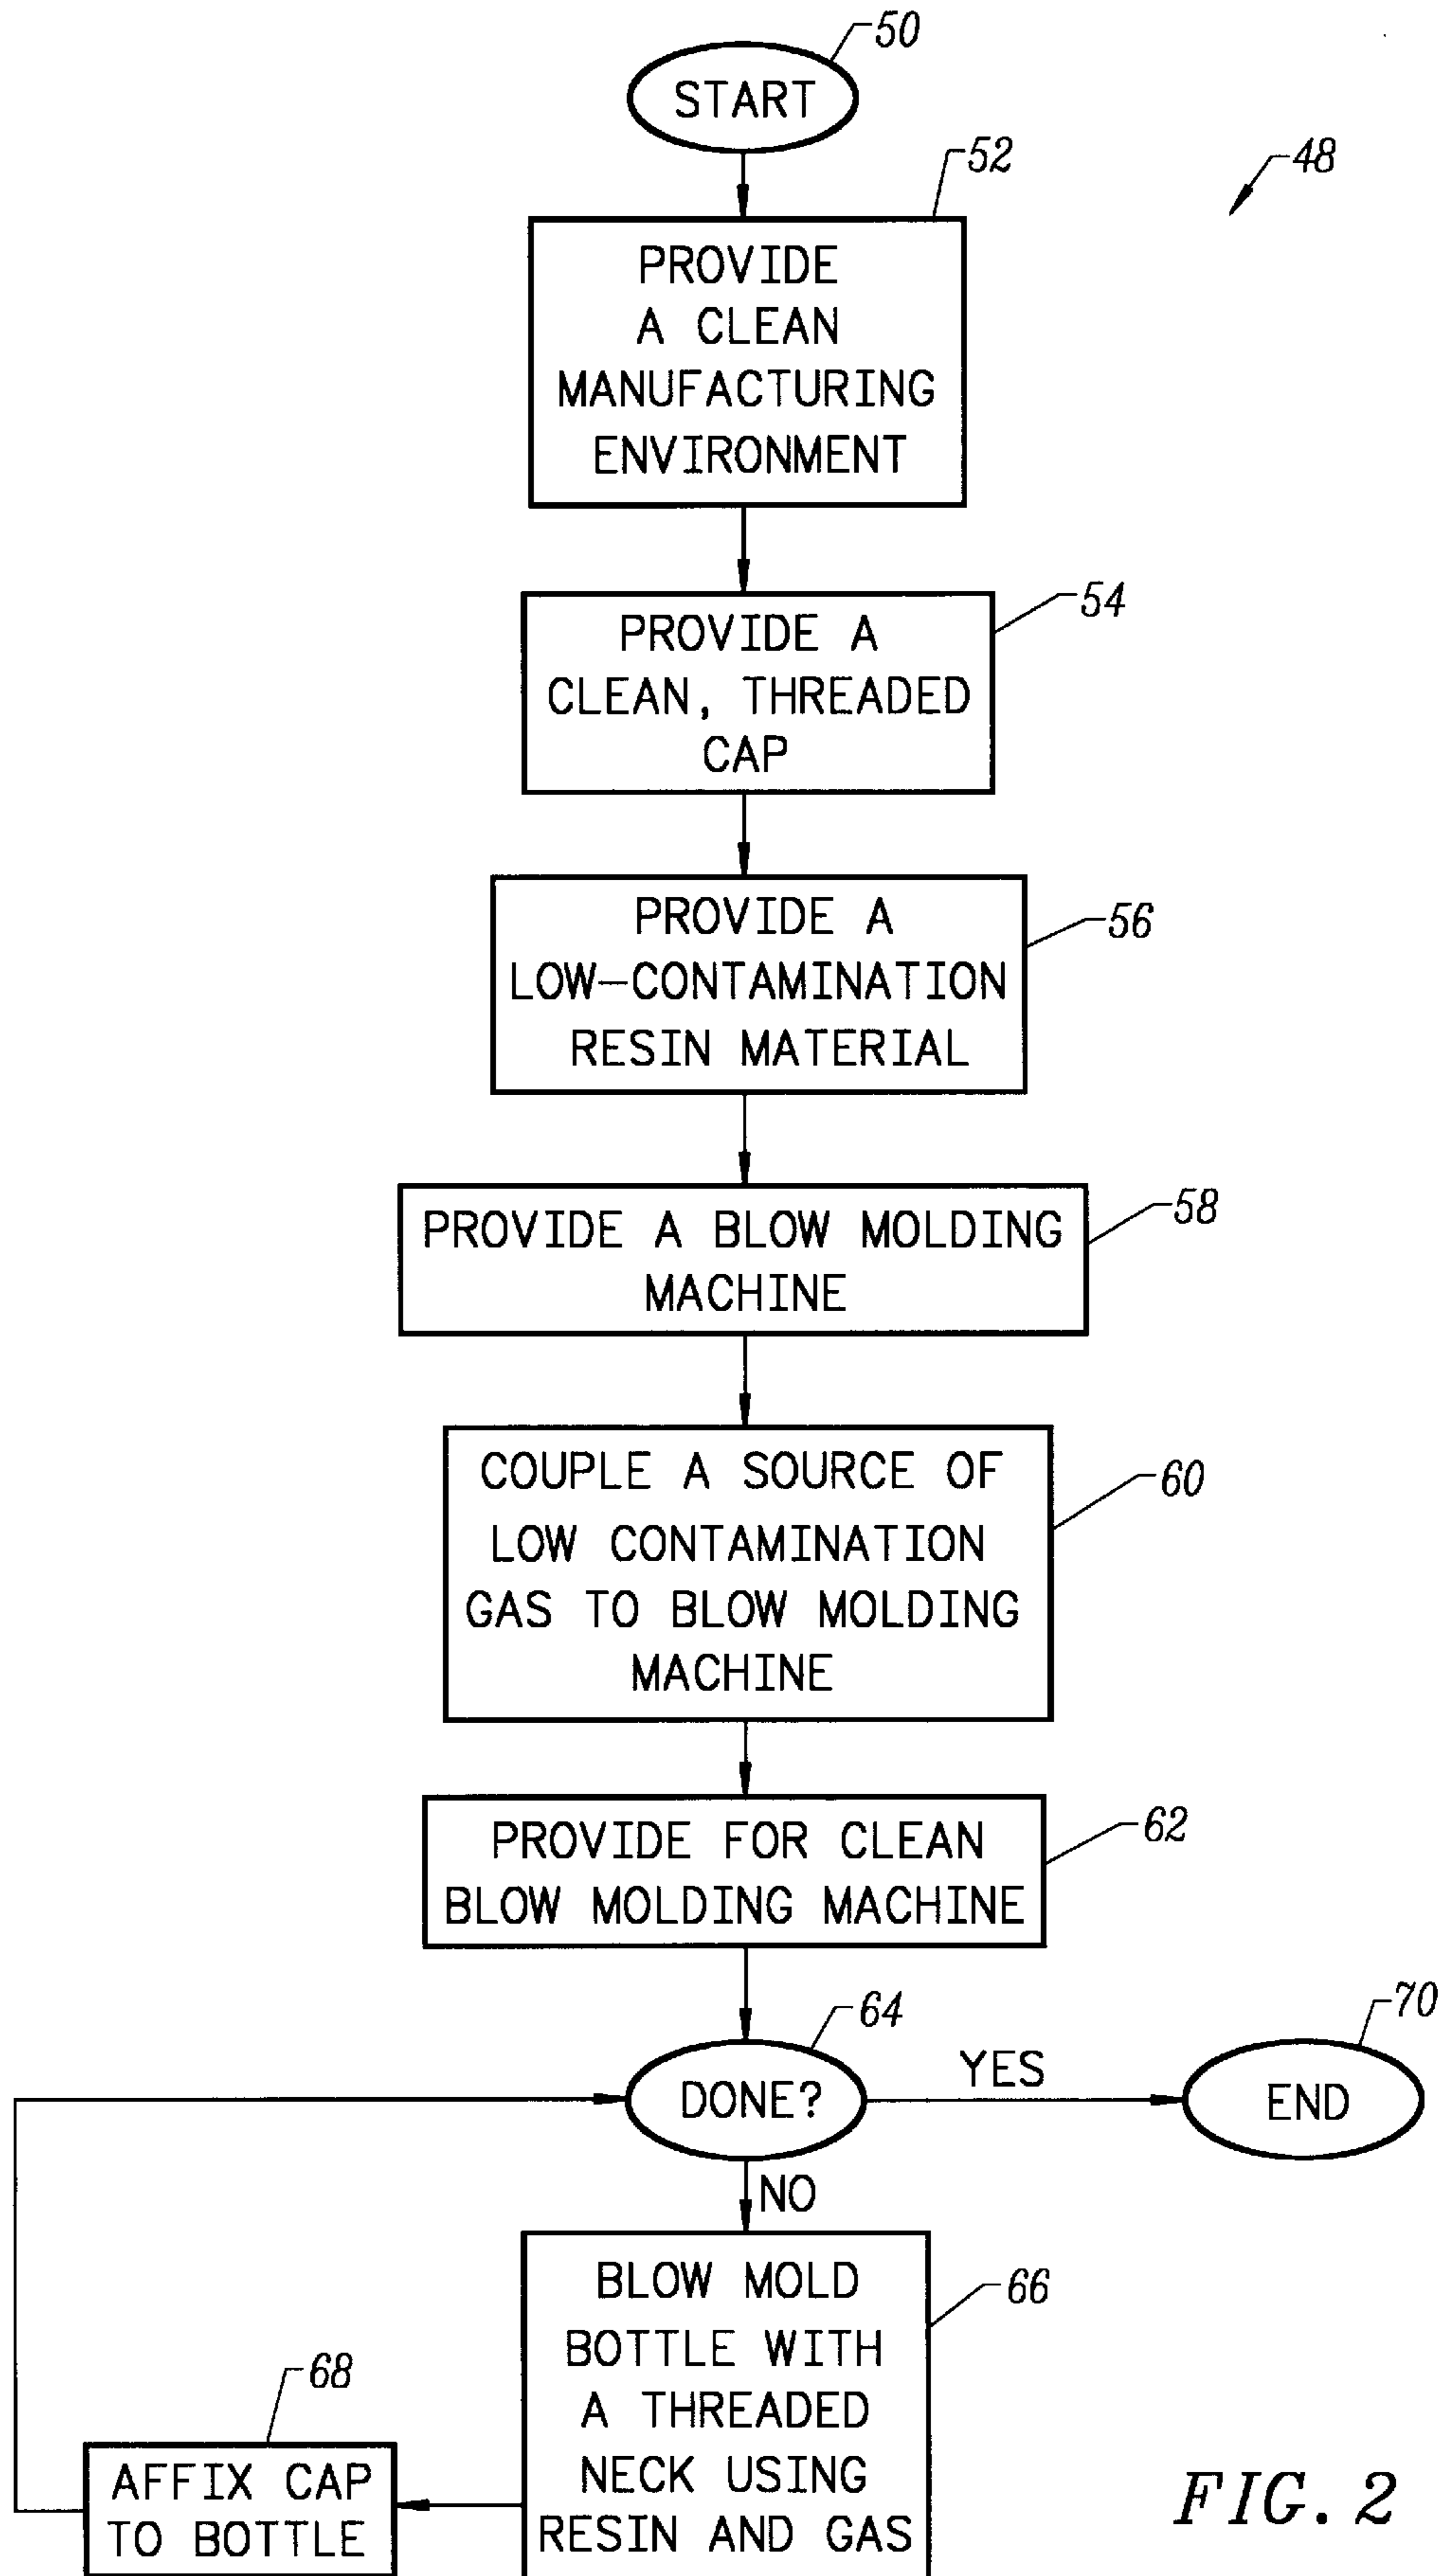 50
START
52
48
PROVIDE
A CLEAN
MANUFACTURING
ENVIRONMENT
54
PROVIDE A
CLEAN, THREADED
CAP
56
PROVIDE A
LOW-CONTAMINATION
RESIN MATERIAL
58
PROVIDE A BLOW MOLDING
MACHINE
60
COUPLE A SOURCE OF
LOW CONTAMINATION
GAS TO BLOW MOLDING
MACHINE
62
PROVIDE FOR CLEAN
BLOW MOLDING MACHINE
64
70
DONE?
YES
END
NO
66
BLOW MOLD
BOTTLE WITH
A THREADED
NECK USING
RESIN AND GAS
68
AFFIX CAP
TO BOTTLE
FIG. 2